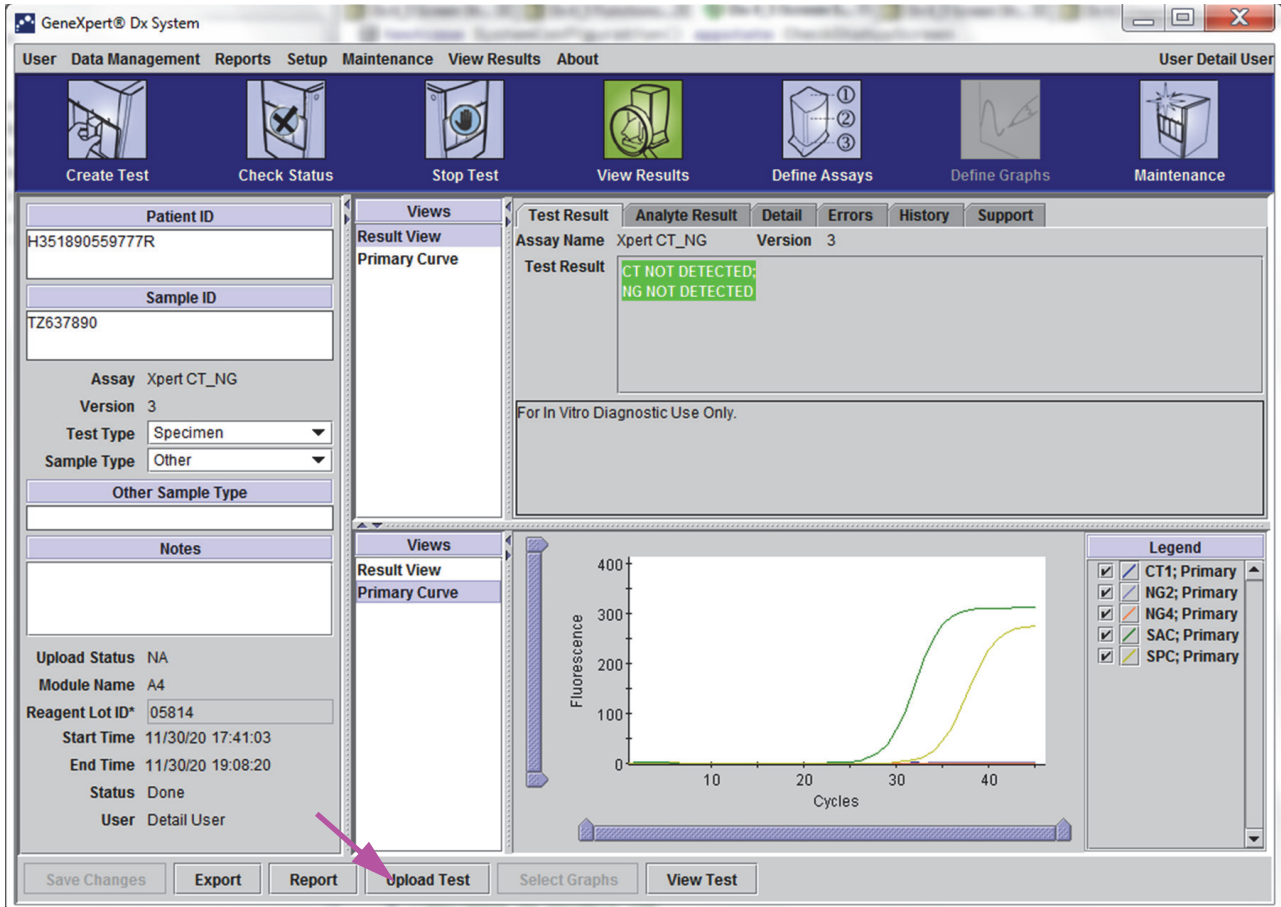 GeneXpert® Dx System
User Data Management Reports Setup Maintenance View Results About User Detail User
Create Test Check Status Stop Test View Results Define Assays Define Graphs Maintenance
Patient ID
H351890559777R
Sample ID
TZ637890
Assay Xpert CT_NG
Version 3
Test Type Specimen
Sample Type Other
Other Sample Type
Notes
Upload Status NA
Module Name A4
Reagent Lot ID* 05814
Start Time 11/30/20 17:41:03
End Time 11/30/20 19:08:20
Status Done
User Detail User
Views
Result View
Primary Curve
Test Result Analyte Result Detail Errors History Support
Assay Name Xpert CT_NG Version 3
Test Result CT NOT DETECTED;
NG NOT DETECTED
For In Vitro Diagnostic Use Only.
Views
Result View
Primary Curve
400
300
200
100
0
Fluorescence
10 20 30 40
Cycles
Legend
CT1; Primary
NG2; Primary
NG4; Primary
SAC; Primary
SPC; Primary
Save Changes Export Report Upload Test Select Graphs View Test